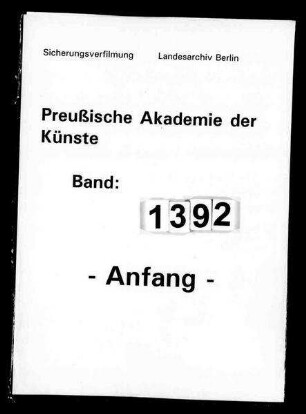 Sicherungsverfilmung Landesarchiv Berlin
Preußische Akademie der
Künste
Band:
1392
- Anfang -